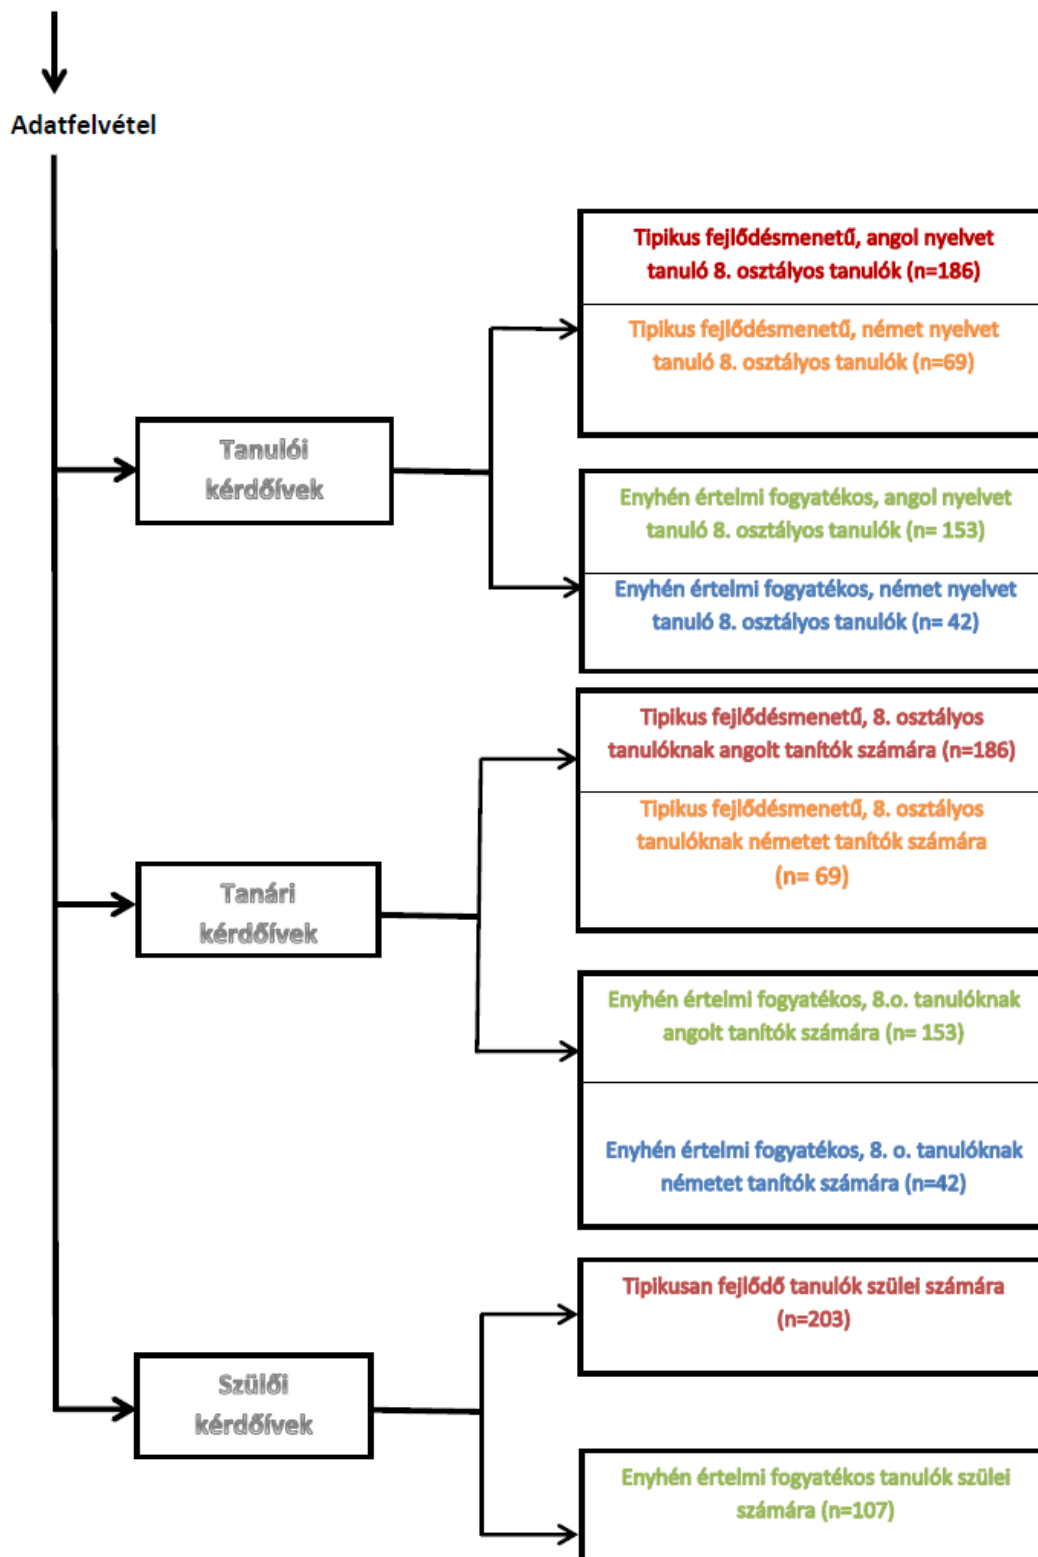 Adatfelvétel
Tipikus fejlődésmenetű, angol nyelvet
tanuló 8. osztályos tanulók (n=186)
Tipikus fejlődésmenetű, német nyelvet
tanuló 8. osztályos tanulók (n=69)
Tanulói
kérdőívek
Enyhén értelmi fogyatékos, angol nyelvet
tanuló 8. osztályos tanulók (n= 153)
Enyhén értelmi fogyatékos, német nyelvet
tanuló 8. osztályos tanulók (n= 42)
Tipikus fejlődésmenetű, 8. osztályos
tanulóknak angolt tanítók számára (n=186)
Tipikus fejlődésmenetű, 8. osztályos
tanulóknak németet tanítók számára
(n= 69)
Tanári
kérdőívek
Enyhén értelmi fogyatékos, 8.o. tanulóknak
angolt tanítók számára (n= 153)
Enyhén értelmi fogyatékos, 8. o. tanulóknak
németet tanítók számára (n=42)
Tipikusan fejlődő tanulók szülei számára
(n=203)
Szülői
kérdőívek
Enyhén értelmi fogyatékos tanulók szülei
számára (n=107)